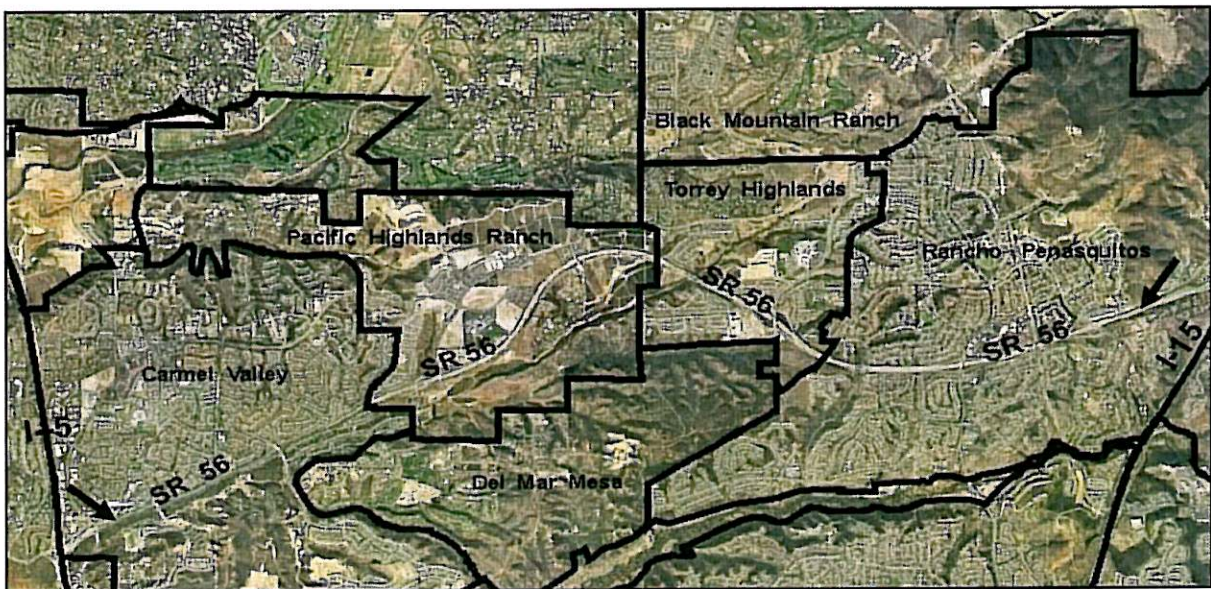 Black Mountain Ranch
Torrey Highlands
Pacific Highlands Ranch
Rancho Penasquitos
SR 56
SR 56
SR 56
I-15
Carmel Valley
SR 56
Del Mar Mesa